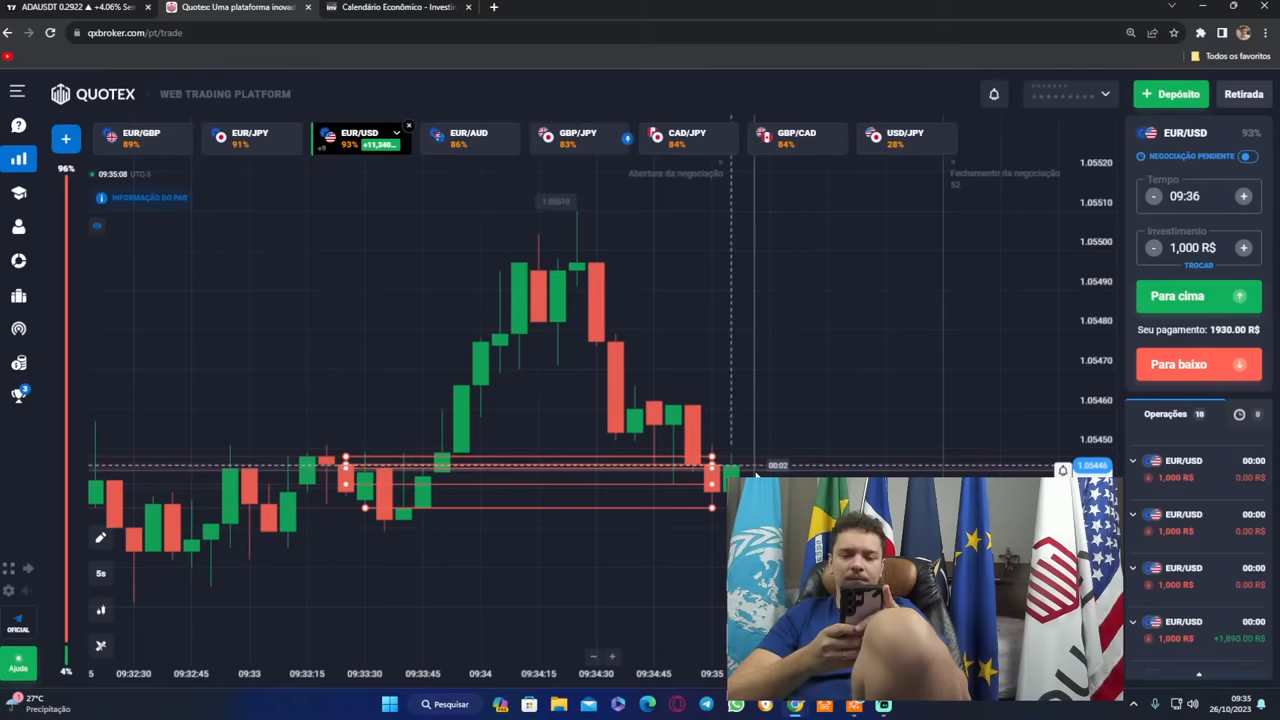 ADAUSDT 0.2922 ▲ +4.06% Sem
Quotex: Uma plataforma inovad
Calendário Econômico - Investin
qxbroker.com/pt/trade
Todos os favoritos
QUOTEX
WEB TRADING PLATFORM
Depósito
Retirada
EUR/GBP
89%
EUR/JPY
91%
EUR/USD
93% +11,340...
+9
EUR/AUD
86%
GBP/JPY
83%
CAD/JPY
84%
GBP/CAD
84%
USD/JPY
28%
EUR/USD
93%
NEGOCIAÇÃO PENDENTE
Tempo
09:36
Investimento
1,000 R$
TROCAR
Para cima
Seu pagamento: 1930.00 R$
Para baixo
Operações 10
0
EUR/USD 00:00
1,000 R$ 0.00 R$
EUR/USD 00:00
1,000 R$ 0.00 R$
EUR/USD 00:00
1,000 R$ 0.00 R$
EUR/USD 00:00
1,000 R$ +1,890.00 R$
96%
4%
09:35:08 UTC-3
INFORMAÇÃO DO PAR
Abertura da negociação
Fechamento da negociação
52
1.05510
1.05520
1.05510
1.05500
1.05490
1.05480
1.05470
1.05460
1.05450
1.05446
00:02
5s
3
OFICIAL
Ajuda
5
09:32:30
09:32:45
09:33
09:33:15
09:33:30
09:33:45
09:34
09:34:15
09:34:30
09:34:45
09:35
27°C
Precipitação
1
Pesquisar
09:35
26/10/2023